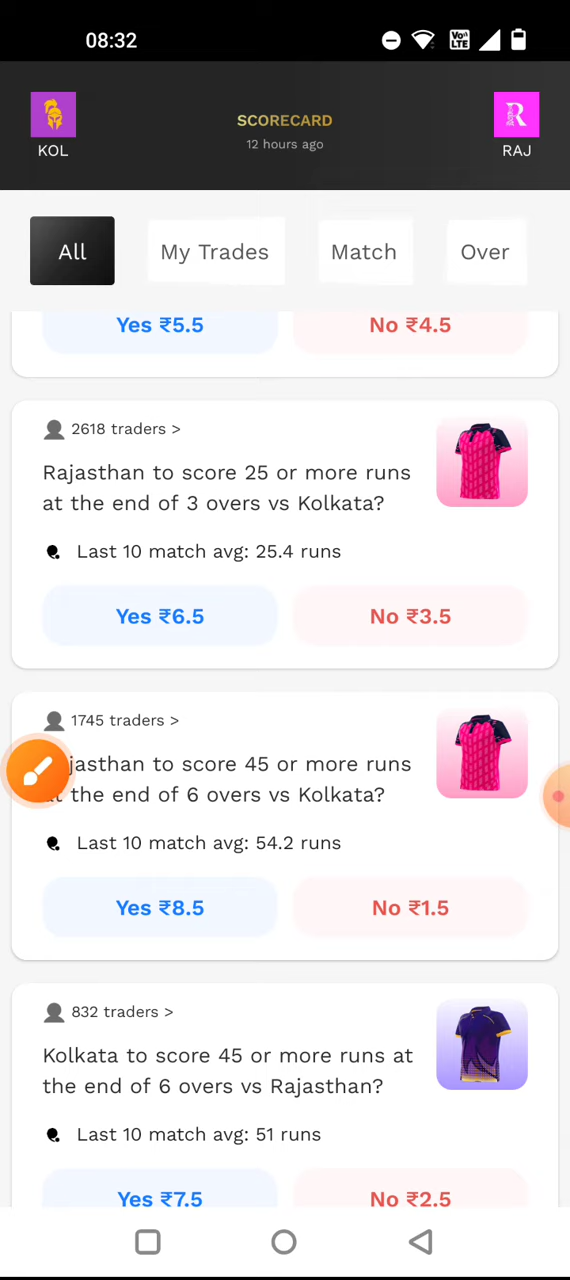 08:32
Vo
LTE
KOL
SCORECARD
12 hours ago
R
RAJ
All
My Trades
Match
Over
Yes ₹5.5
No ₹4.5
2618 traders >
Rajasthan to score 25 or more runs
at the end of 3 overs vs Kolkata?
Last 10 match avg: 25.4 runs
Yes ₹6.5
No ₹3.5
1745 traders >
jasthan to score 45 or more runs
the end of 6 overs vs Kolkata?
Last 10 match avg: 54.2 runs
Yes ₹8.5
No ₹1.5
832 traders >
Kolkata to score 45 or more runs at
the end of 6 overs vs Rajasthan?
Last 10 match avg: 51 runs
Yes ₹7.5
No ₹2.5